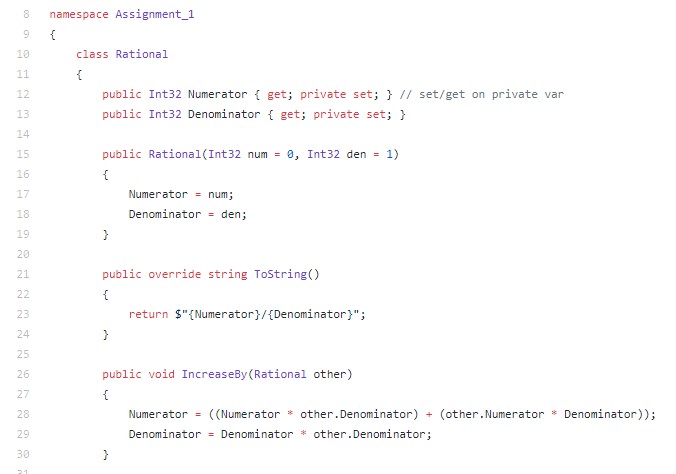 8 namespace Assignment_1
9 {
10 class Rational
11 {
12 public Int32 Numerator { get; private set; } // set/get on private var
13 public Int32 Denominator { get; private set; }
14
15 public Rational(Int32 num = 0, Int32 den = 1)
16 {
17 Numerator = num;
18 Denominator = den;
19 }
20
21 public override string ToString()
22 {
23 return $"{Numerator}/{Denominator}";
24 }
25
26 public void IncreaseBy(Rational other)
27 {
28 Numerator = ((Numerator * other.Denominator) + (other.Numerator * Denominator));
29 Denominator = Denominator * other.Denominator;
30 }
31